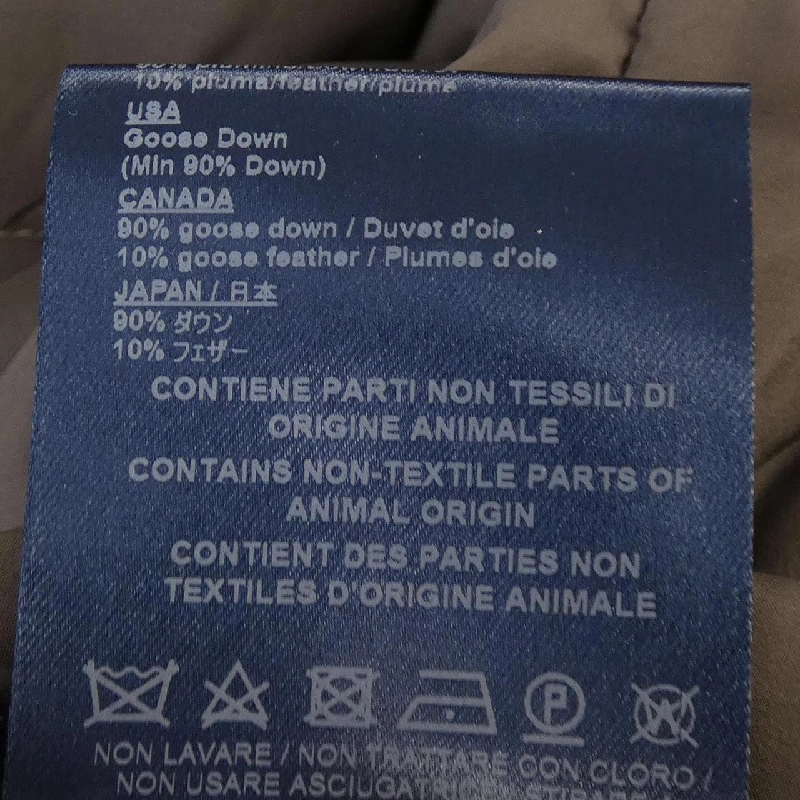 10% piuma/feather/plume
USA
Goose Down
(Min 90% Down)
CANADA
90% goose down / Duvet d'oie
10% goose feather / Plumes d'oie
JAPAN / 日本
90% ダウン
10% フェザー
CONTIENE PARTI NON TESSILI DI
ORIGINE ANIMALE
CONTAINS NON-TEXTILE PARTS OF
ANIMAL ORIGIN
CONTIENT DES PARTIES NON
TEXTILES D'ORIGINE ANIMALE
P
W
NON LAVARE / NON TRATTARE CON CLORO /
NON USARE ASCIUGATRICE